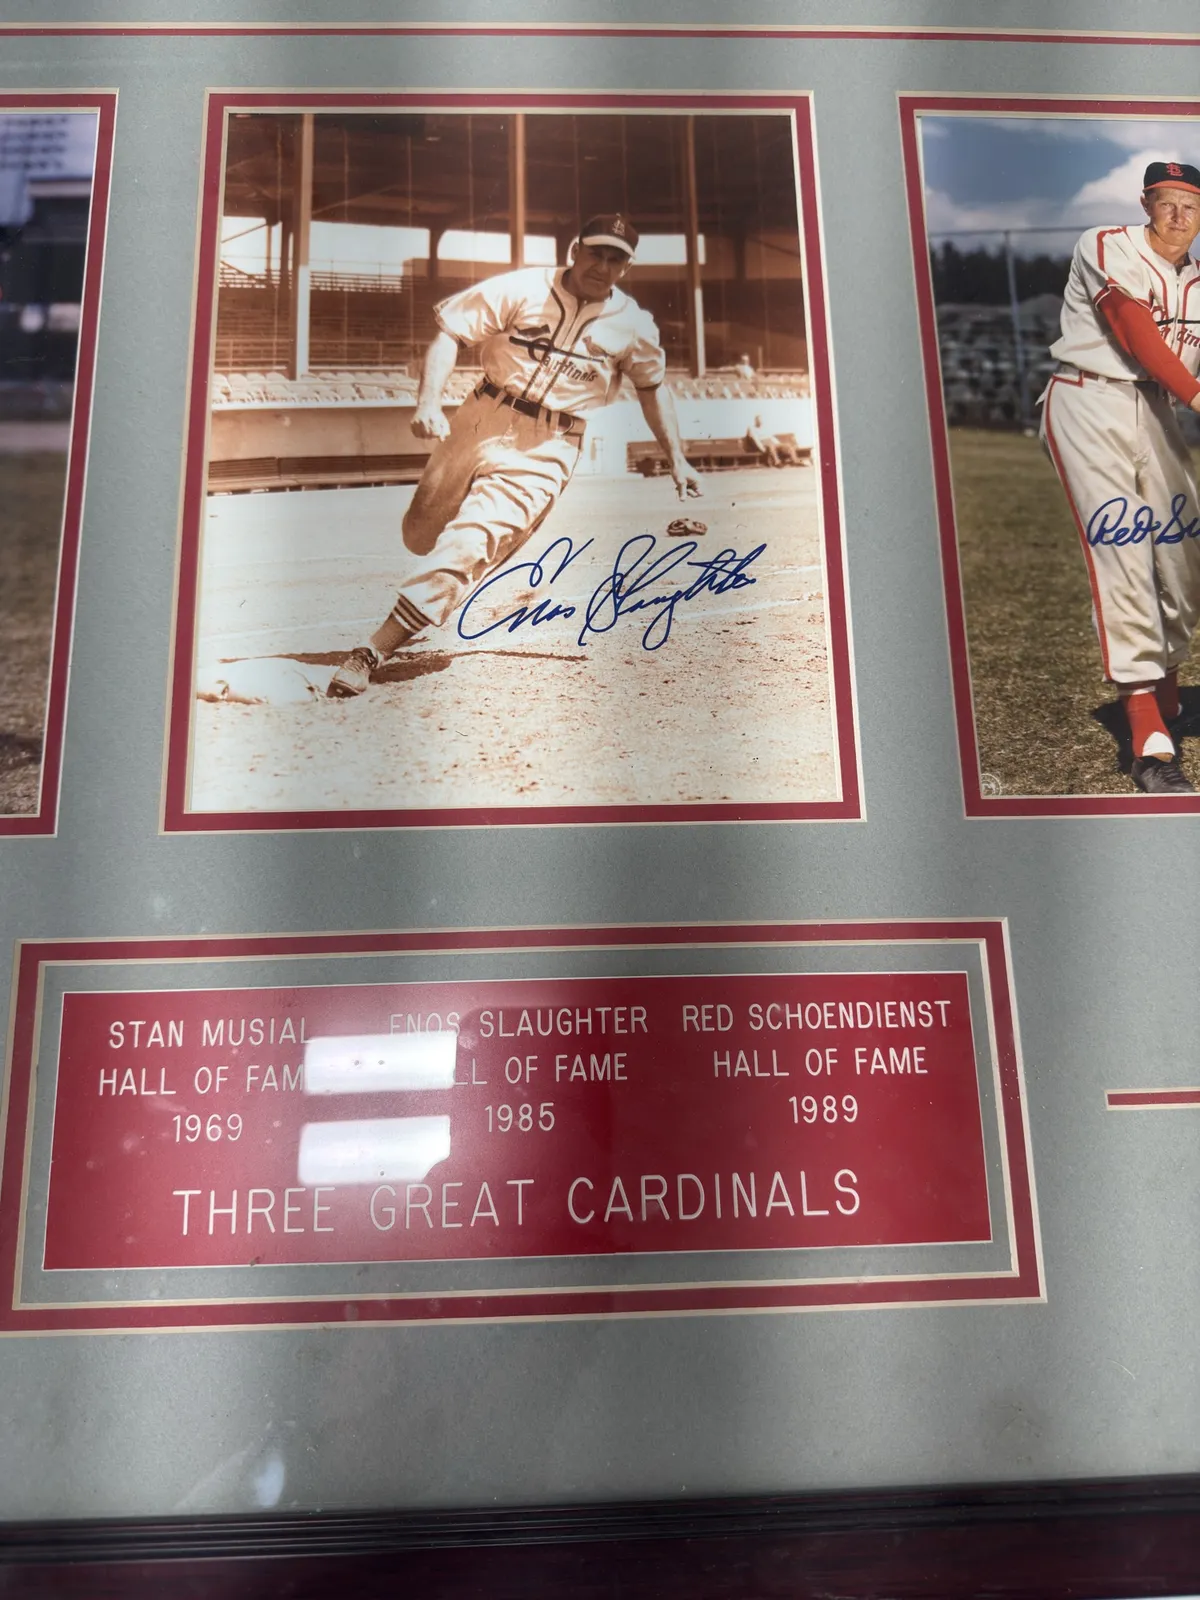 Cardinals
Enos Slaughter
Red
STAN MUSIAL
HALL OF FAM
1969
ENOS SLAUGHTER
LL OF FAME
1985
RED SCHOENDIENST
HALL OF FAME
1989
THREE GREAT CARDINALS